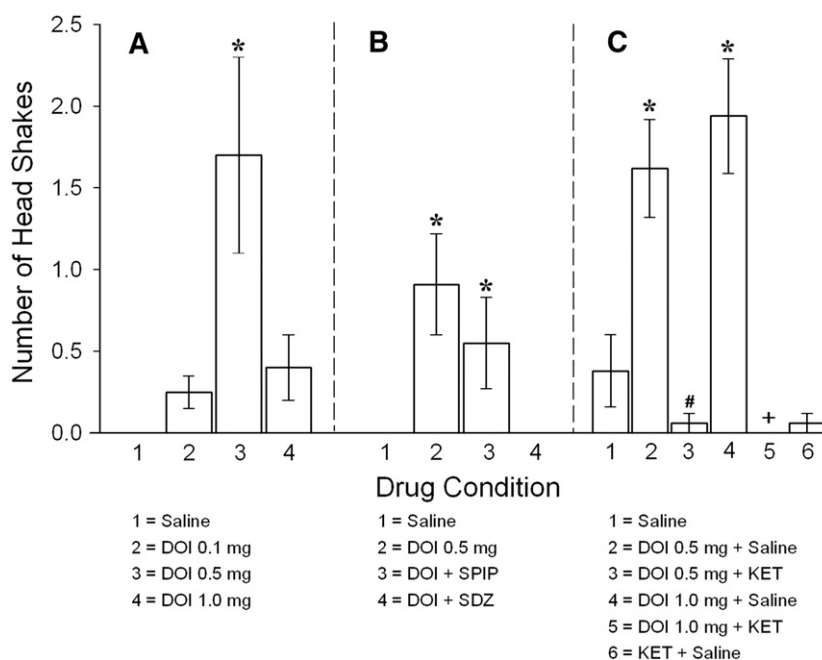 2.5
A
*
B
C
*
2.0
*
1.5
*
*
1.0
0.5
#
+
0.0
Number of Head Shakes
1 2 3 4 1 2 3 4 1 2 3 4 5 6
Drug Condition
1 = Saline
2 = DOI 0.1 mg
3 = DOI 0.5 mg
4 = DOI 1.0 mg
1 = Saline
2 = DOI 0.5 mg
3 = DOI + SPIP
4 = DOI + SDZ
1 = Saline
2 = DOI 0.5 mg + Saline
3 = DOI 0.5 mg + KET
4 = DOI 1.0 mg + Saline
5 = DOI 1.0 mg + KET
6 = KET + Saline